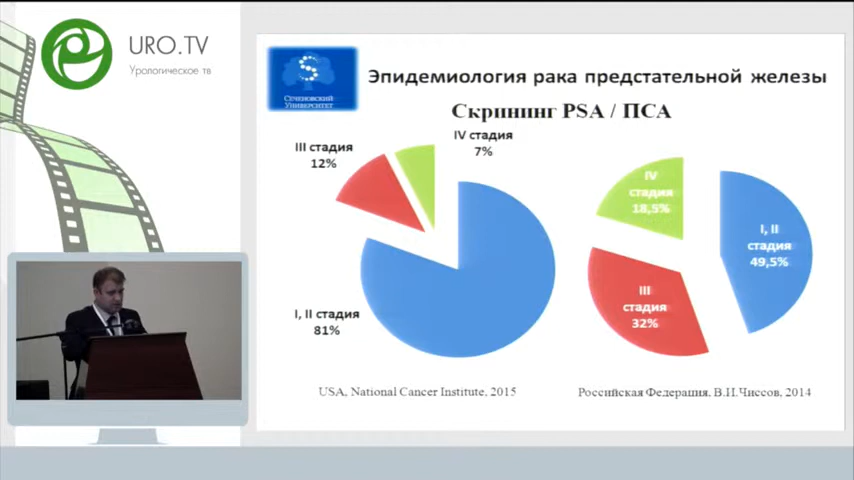 URO.TV
Урологическое тв
СЕЧЕНОВСКИЙ
УНИВЕРСИТЕТ
Эпидемиология рака предстательной железы
Скрининг PSA / ПСА
III стадия
12%
IV стадия
7%
I, II стадия
81%
USA, National Cancer Institute, 2015
IV
стадия
18,5%
I, II
стадия
49,5%
III
стадия
32%
Российская Федерация, В.И.Чиссов, 2014